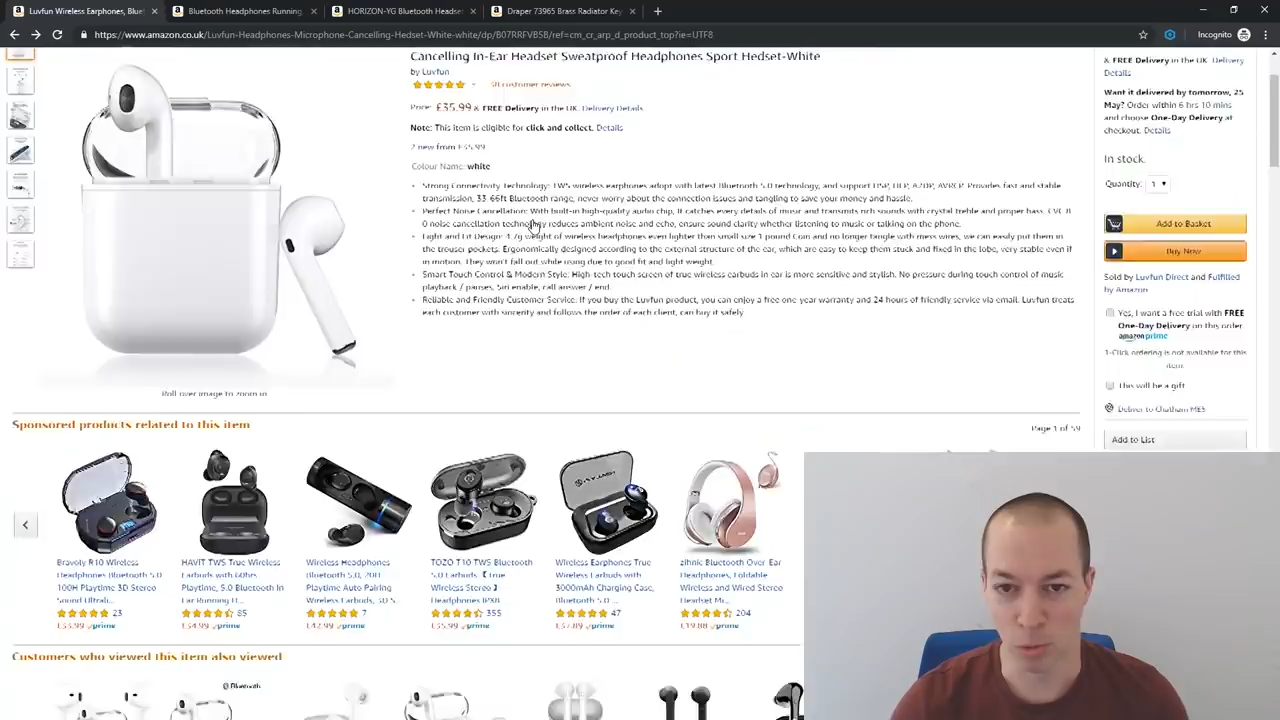 Luvfun Wireless Earphones, Bluet
Bluetooth Headphones Running,
HORIZON-YG Bluetooth Headset
Draper 73965 Brass Radiator Key
https://www.amazon.co.uk/Luvfun-Headphones-Microphone-Cancelling-Hedset-White-white/dp/B07RRFVBSB/ref=cm_cr_arp_d_product_top?ie=UTF8
Incognito
Cancelling In-Ear Headset Sweatproof Headphones Sport Hedset-White
by Luvfun
customer reviews
Price: £35.99 & FREE Delivery in the UK. Delivery Details
Note: This item is eligible for click and collect. Details
2 new from £35.99
Colour Name: white
Strong Connectivity Technology: TWS wireless earphones adopt with latest Bluetooth 5.0 technology, and support HSP, HFP, A2DP, AVRCP. Provides fast and stable
transmission, 33-66ft Bluetooth range, never worry about the connection issues and tangling to save your money and hassle.
Perfect Noise Cancellation: With built-in high-quality audio chip, it catches every details of music and transmits rich sounds with crystal treble and proper bass. CVC 8
.0 noise cancellation technology reduces ambient noise and echo, ensure sound clarity whether listening to music or talking on the phone.
Light and Fit Design: weight of wireless headphones even lighter than small size 1 pound Coin and no longer tangle with mess wires, we can easily put them in
the trouser pockets. Ergonomically designed according to the external structure of the ear, which are easy to keep them stuck and fixed in the lobe, very stable even if
in motion. They won't fall out while using due to good fit and light weight.
Smart Touch Control & Modern Style: High-tech touch screen of true wireless earbuds in ear is more sensitive and stylish. No pressure during touch control of music
playback / pauses, Siri enable, call answer / end.
Reliable and Friendly Customer Service: If you buy the Luvfun product, you can enjoy a free one year warranty and 24 hours of friendly service via email. Luvfun treats
each customer with sincerity and follows the order of each client, can buy it safely
Roll over image to zoom in
& FREE Delivery in the UK. Delivery
Details
Want it delivered by tomorrow, 25
May? Order within 6 hrs 10 mins
and choose One-Day Delivery at
checkout. Details
In stock.
Quantity: 1
Add to Basket
Buy Now
Sold by Luvfun Direct and Fulfilled
by Amazon
Yes, I want a free trial with FREE
One-Day Delivery on this order
amazon prime
1-Click ordering is not available for this
item.
This will be a gift
Deliver to Chatham ME5
Add to List
Sponsored products related to this item
Page 1 of 59
Bravoly R10 Wireless
Headphones Bluetooth 5.0
100H Playtime 3D Stereo
Sound Ultrali…
23
£33.99 prime
HAVIT TWS True Wireless
Earbuds with 60hrs
Playtime, 5.0 Bluetooth In
Ear Running H…
85
£34.99 prime
Wireless Headphones
Bluetooth 5.0, 20H
Playtime Auto Pairing
Wireless Earbuds, 3D S…
7
£42.99 prime
TOZO T10 TWS Bluetooth
5.0 Earbuds 【True
Wireless Stereo】
Headphones IPX8
355
£35.99 prime
Wireless Earphones True
Wireless Earbuds with
3000mAh Charging Case,
Bluetooth 5.0
47
£37.89 prime
zihnic Bluetooth Over-Ear
Headphones, Foldable
Wireless and Wired Stereo
Headset Mi…
204
£19.88 prime
Customers who viewed this item also viewed
Bluetooth